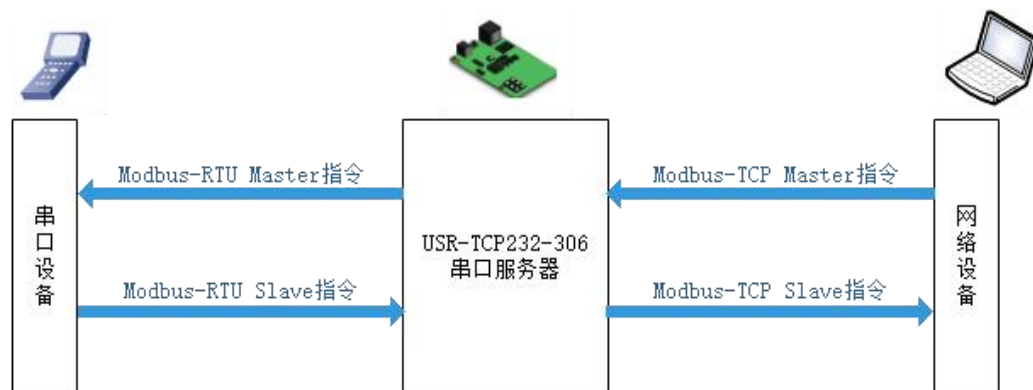 Modbus-RTU Master指令
Modbus-TCP Master指令
串口设备
USR-TCP232-306
串口服务器
网络设备
Modbus-RTU Slave指令
Modbus-TCP Slave指令